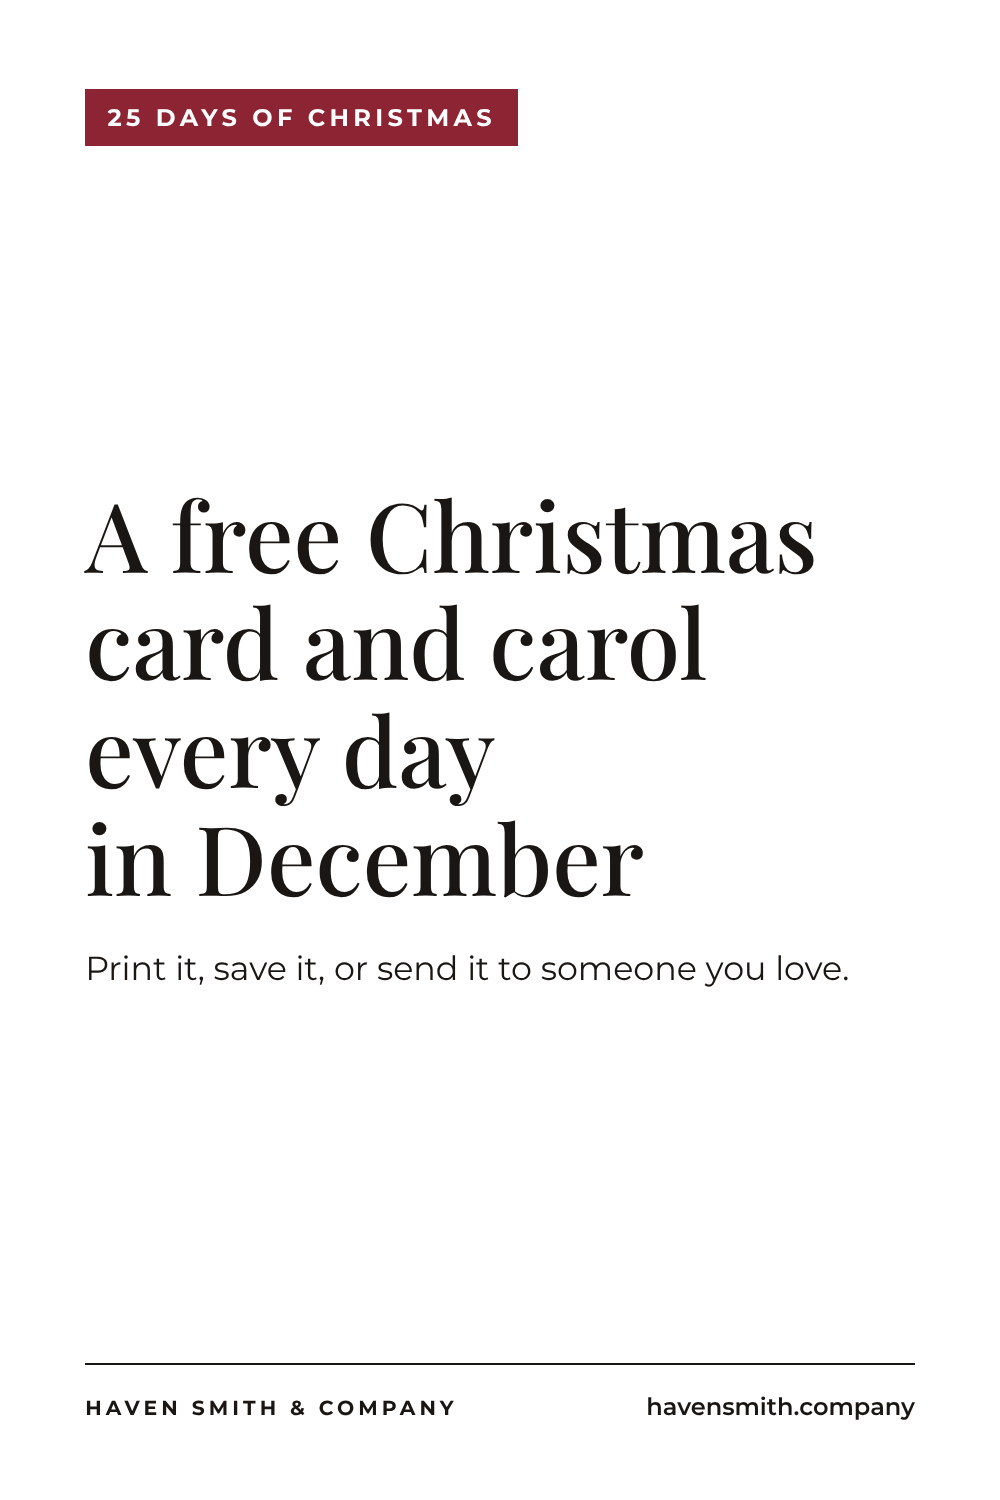 25 DAYS OF CHRISTMAS
A free Christmas
card and carol
every day
in December
Print it, save it, or send it to someone you love.
HAVEN SMITH & COMPANY
havensmith.company